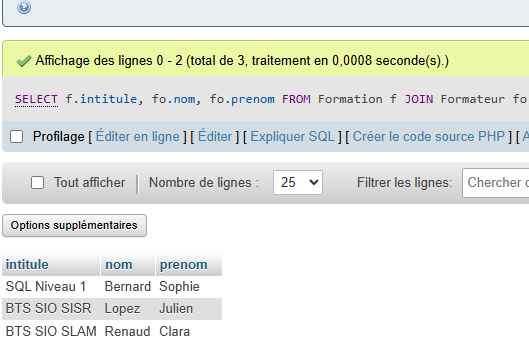 Affichage des lignes 0 - 2 (total de 3, traitement en 0,0008 seconde(s).)
SELECT f.intitule, fo.nom, fo.prenom FROM Formation f JOIN Formateur fo
Profilage [ Éditer en ligne ] [ Éditer ] [ Expliquer SQL ] [ Créer le code source PHP ] [ A
Tout afficher | Nombre de lignes : 25 Filtrer les lignes: Chercher
Options supplémentaires
intitule nom prenom
SQL Niveau 1 Bernard Sophie
BTS SIO SISR Lopez Julien
BTS SIO SLAM Renaud Clara